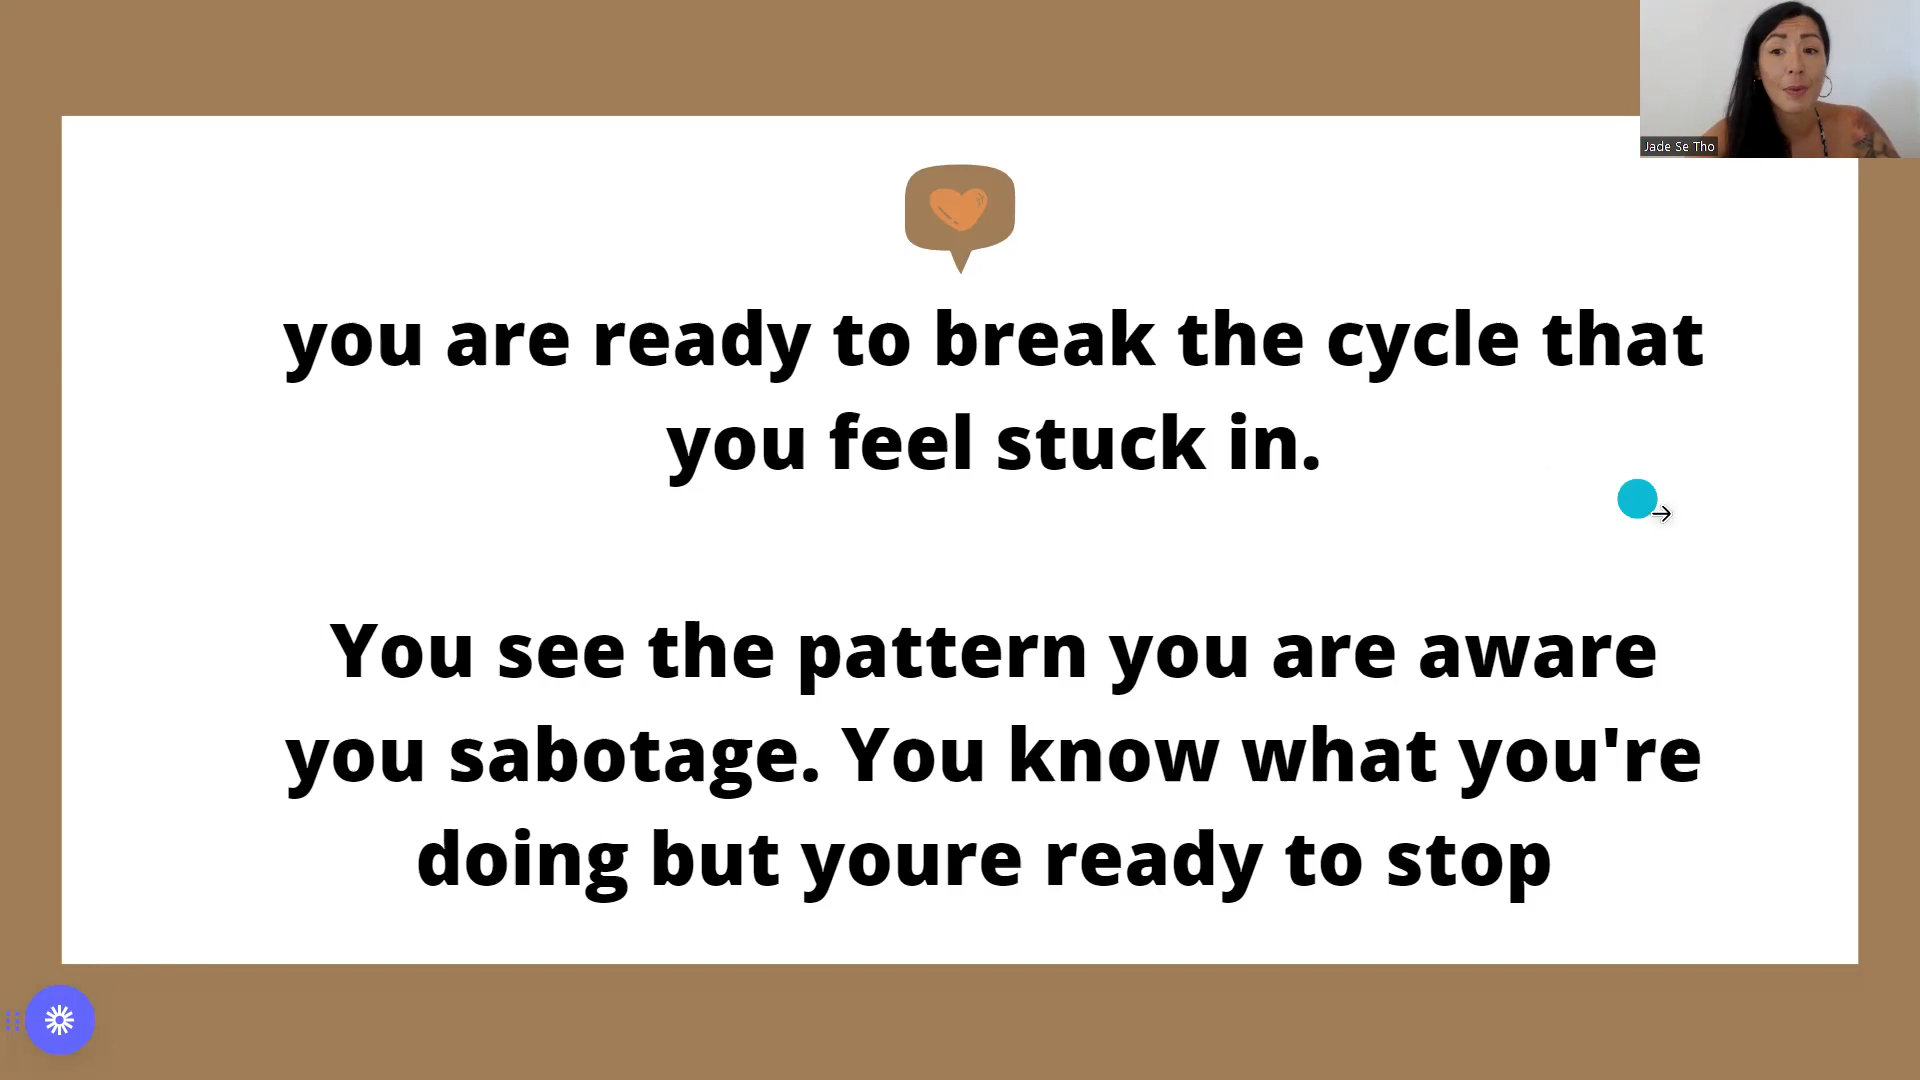 Jade Se Tho
you are ready to break the cycle that
you feel stuck in.
You see the pattern you are aware
you sabotage. You know what you're
doing but youre ready to stop